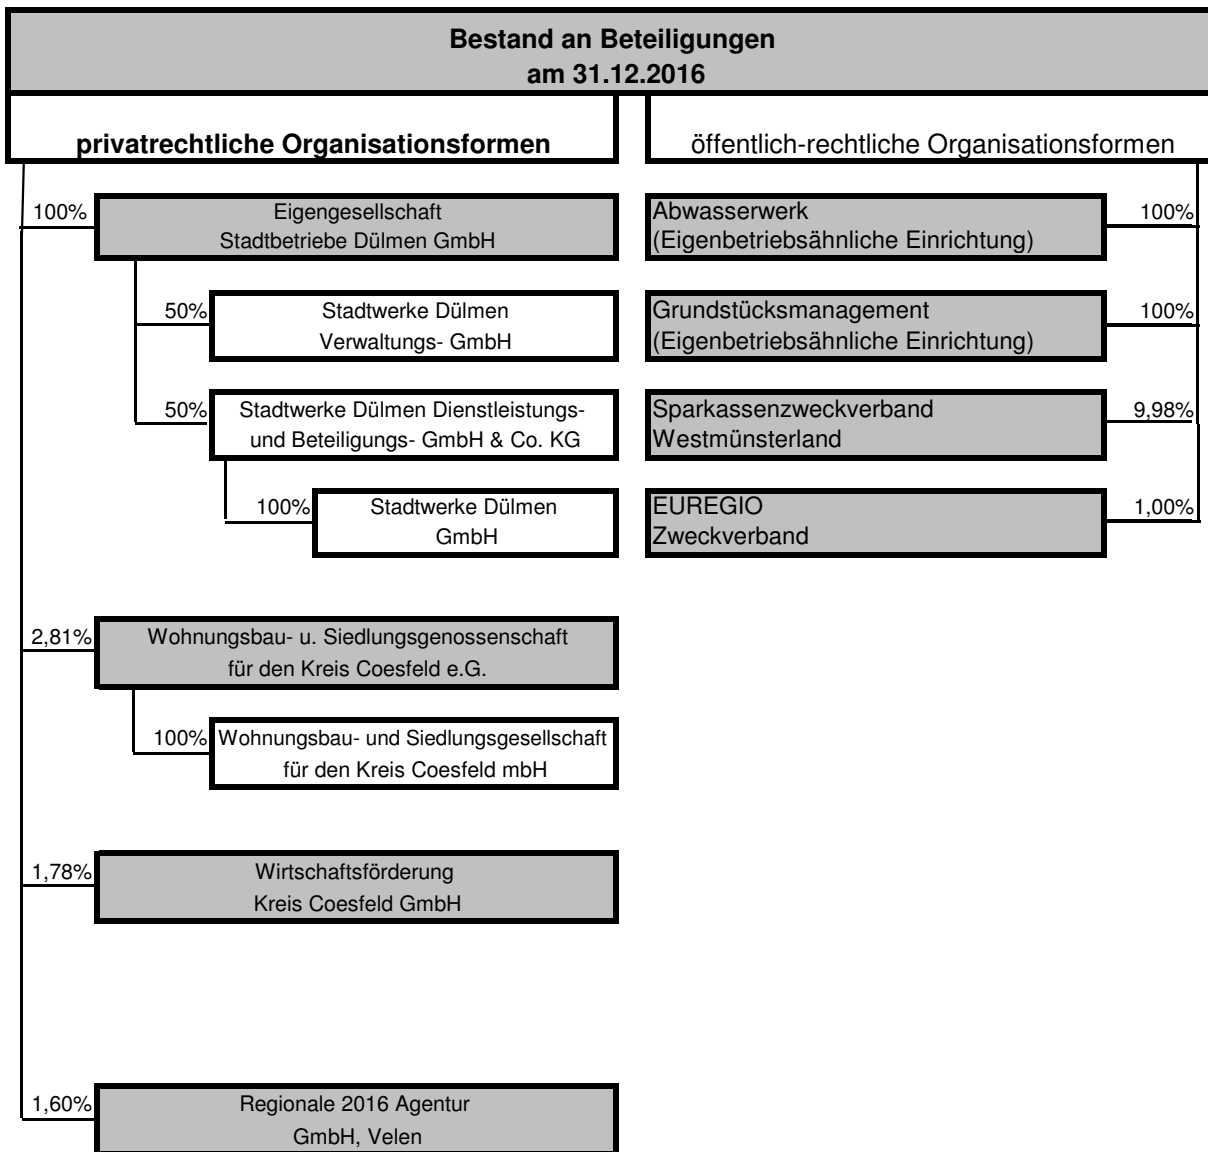 Bestand an Beteiligungen
am 31.12.2016
privatrechtliche Organisationsformen
öffentlich-rechtliche Organisationsformen
100%
Eigengesellschaft
Stadtbetriebe Dülmen GmbH
50%
Stadtwerke Dülmen
Verwaltungs- GmbH
50%
Stadtwerke Dülmen Dienstleistungs-
und Beteiligungs- GmbH & Co. KG
100%
Stadtwerke Dülmen
GmbH
2,81%
Wohnungsbau- u. Siedlungsgenossenschaft
für den Kreis Coesfeld e.G.
100%
Wohnungsbau- und Siedlungsgesellschaft
für den Kreis Coesfeld mbH
1,78%
Wirtschaftsförderung
Kreis Coesfeld GmbH
1,60%
Regionale 2016 Agentur
GmbH, Velen
Abwasserwerk
(Eigenbetriebsähnliche Einrichtung)
100%
Grundstücksmanagement
(Eigenbetriebsähnliche Einrichtung)
100%
Sparkassenzweckverband
Westmünsterland
9,98%
EUREGIO
Zweckverband
1,00%